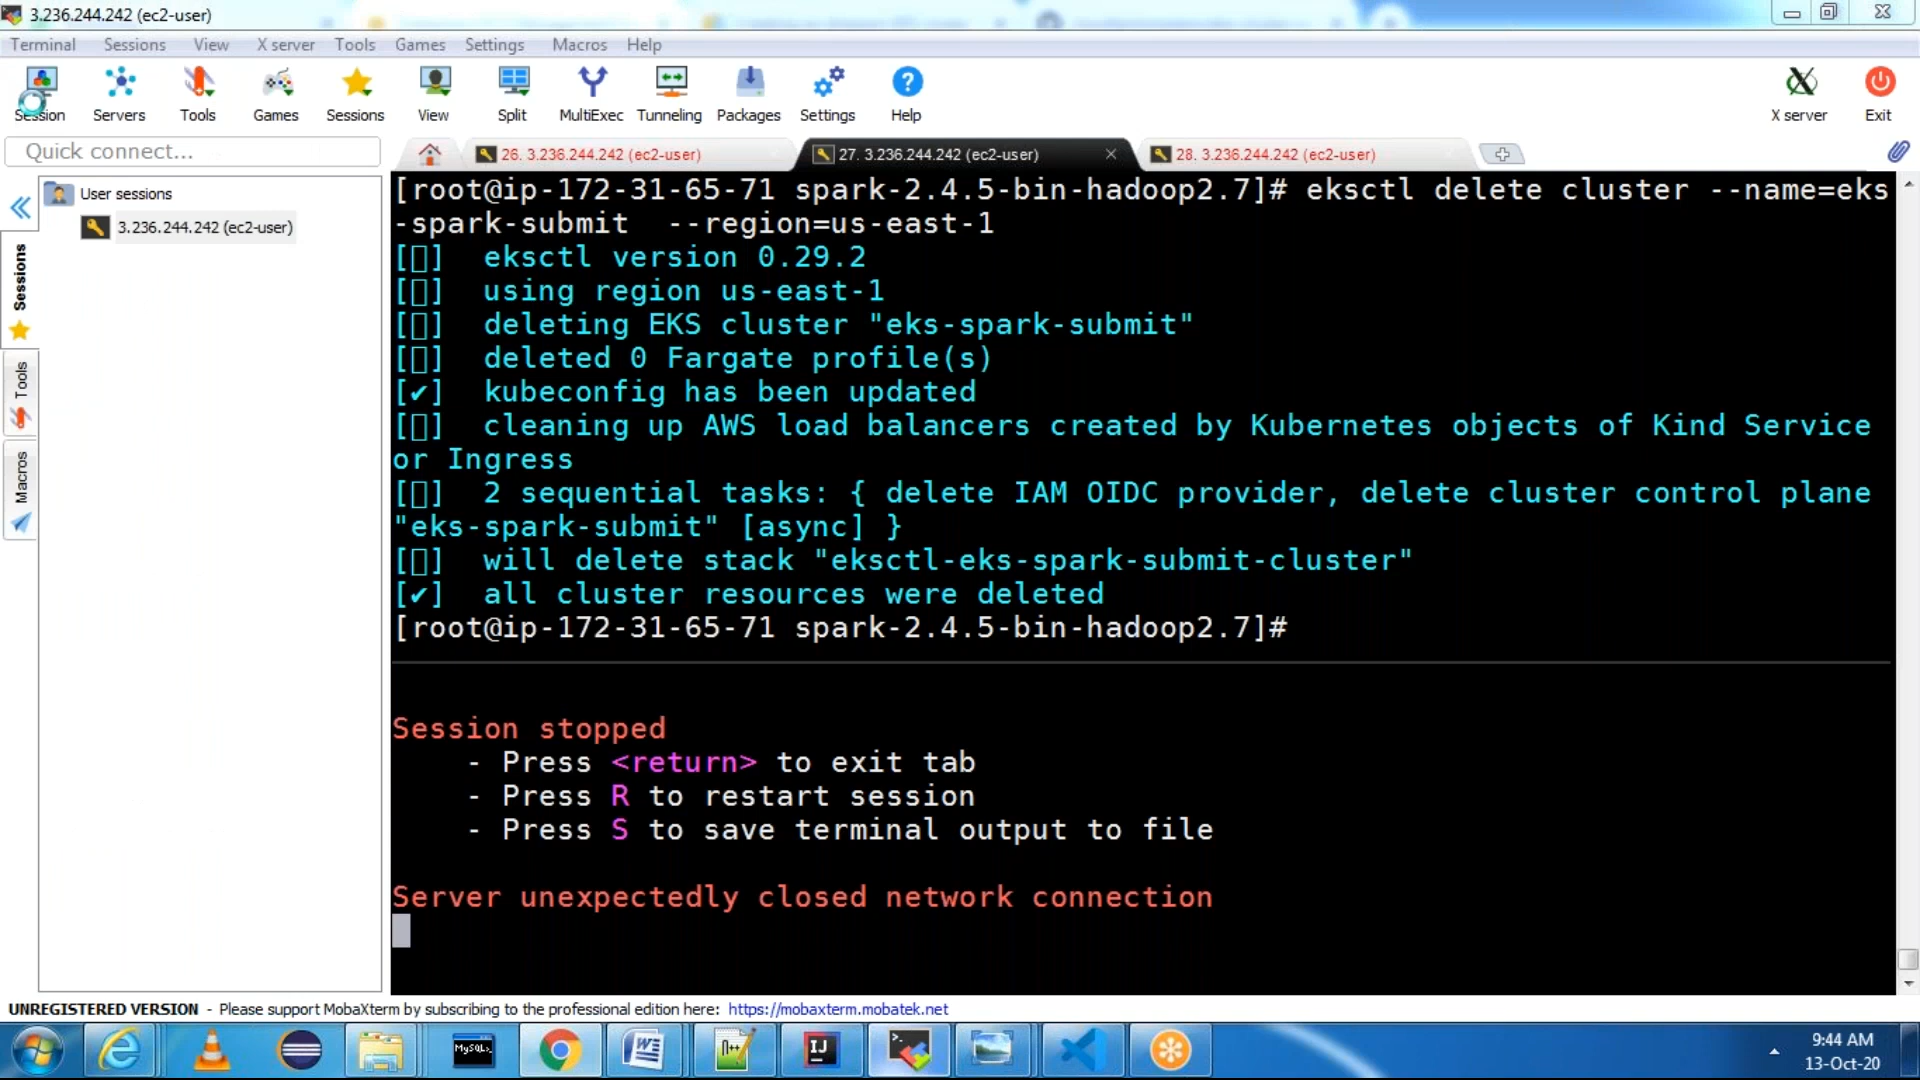 3.236.244.242 (ec2-user)
Terminal Sessions View X server Tools Games Settings Macros Help
Session Servers Tools Games Sessions View Split MultiExec Tunneling Packages Settings Help X server Exit
Quick connect...
26. 3.236.244.242 (ec2-user)
27. 3.236.244.242 (ec2-user)
28. 3.236.244.242 (ec2-user)
User sessions
3.236.244.242 (ec2-user)
Sessions
Tools
Macros
[root@ip-172-31-65-71 spark-2.4.5-bin-hadoop2.7]# eksctl delete cluster --name=eks
-spark-submit  --region=us-east-1
[▯]  eksctl version 0.29.2
[▯]  using region us-east-1
[▯]  deleting EKS cluster "eks-spark-submit"
[▯]  deleted 0 Fargate profile(s)
[✔]  kubeconfig has been updated
[▯]  cleaning up AWS load balancers created by Kubernetes objects of Kind Service
or Ingress
[▯]  2 sequential tasks: { delete IAM OIDC provider, delete cluster control plane
"eks-spark-submit" [async] }
[▯]  will delete stack "eksctl-eks-spark-submit-cluster"
[✔]  all cluster resources were deleted
[root@ip-172-31-65-71 spark-2.4.5-bin-hadoop2.7]#
Session stopped
- Press <return> to exit tab
- Press R to restart session
- Press S to save terminal output to file
Server unexpectedly closed network connection
UNREGISTERED VERSION - Please support MobaXterm by subscribing to the professional edition here: https://mobaxterm.mobatek.net
MySQL>_
9:44 AM
13-Oct-20